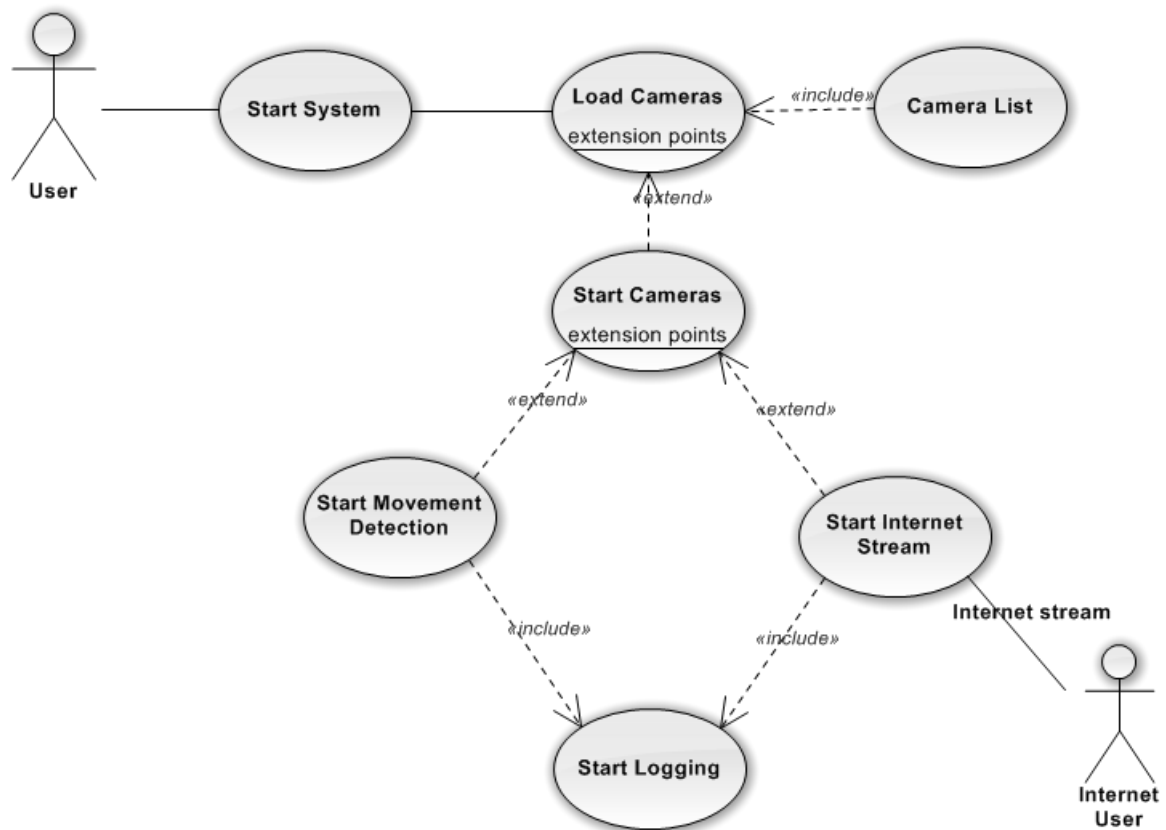 Start System
Load Cameras
extension points
«include»
Camera List
User
«extend»
Start Cameras
extension points
«extend»
«extend»
Start Movement
Detection
Start Internet
Stream
«include»
«include»
Internet stream
Start Logging
Internet
User